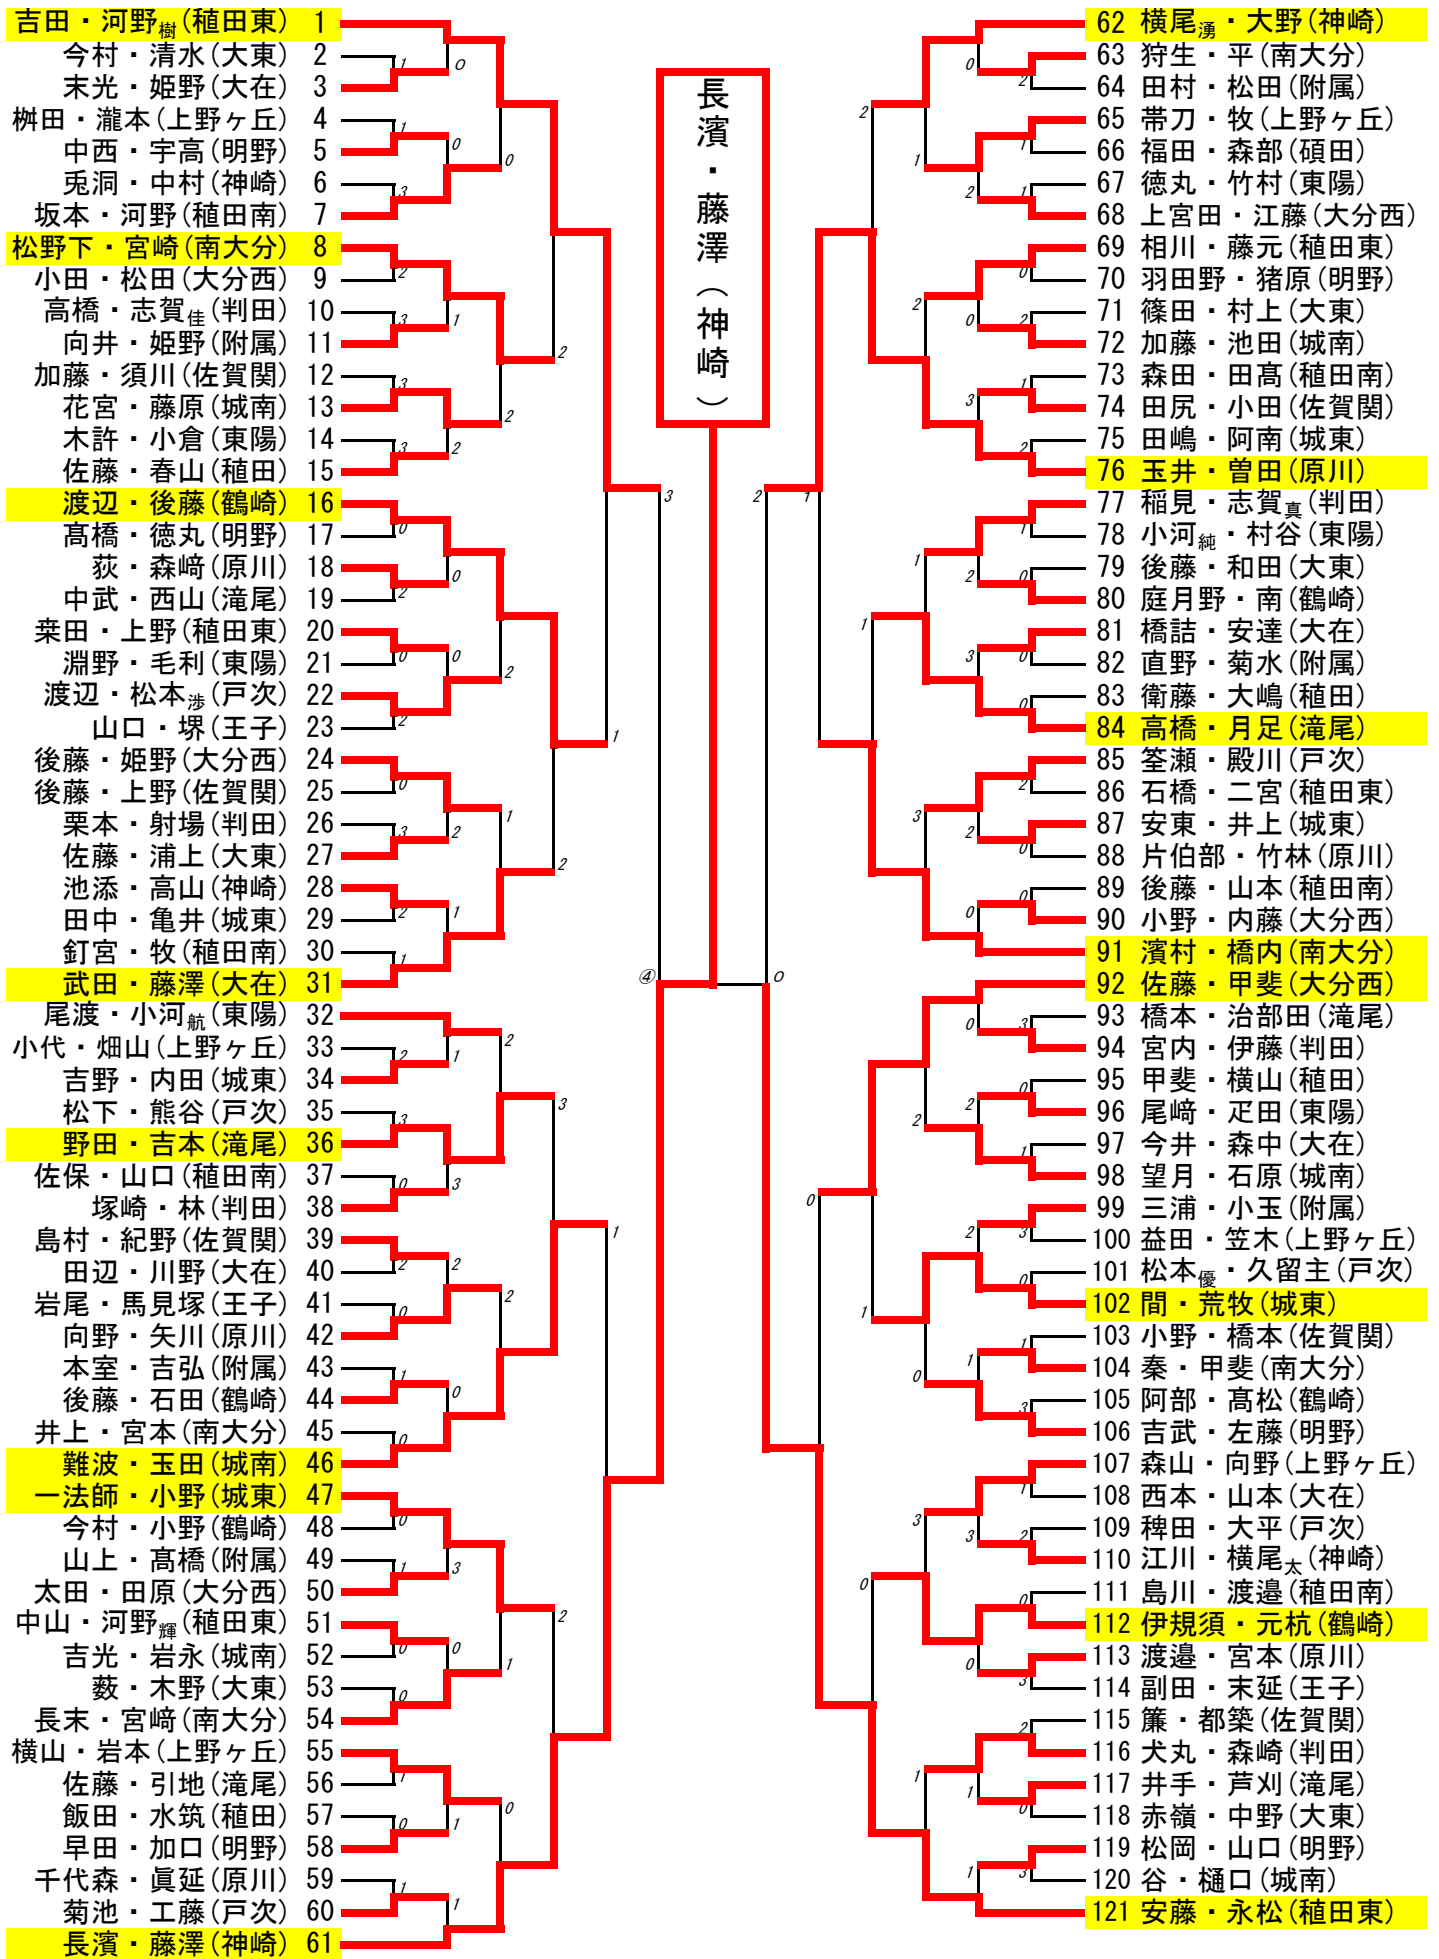 吉田・河野樹(稙田東) 1
今村・清水(大東) 2
末光・姫野(大在) 3
桝田・瀧本(上野ヶ丘) 4
中西・宇高(明野) 5
兎洞・中村(神崎) 6
坂本・河野(稙田南) 7
松野下・宮崎(南大分) 8
小田・松田(大分西) 9
高橋・志賀佳(判田) 10
向井・姫野(附属) 11
加藤・須川(佐賀関) 12
花宮・藤原(城南) 13
木許・小倉(東陽) 14
佐藤・春山(稙田) 15
渡辺・後藤(鶴崎) 16
髙橋・徳丸(明野) 17
荻・森﨑(原川) 18
中武・西山(滝尾) 19
桒田・上野(稙田東) 20
淵野・毛利(東陽) 21
渡辺・松本渉(戸次) 22
山口・堺(王子) 23
後藤・姫野(大分西) 24
後藤・上野(佐賀関) 25
栗本・射場(判田) 26
佐藤・浦上(大東) 27
池添・高山(神崎) 28
田中・亀井(城東) 29
釘宮・牧(稙田南) 30
武田・藤澤(大在) 31
尾渡・小河航(東陽) 32
小代・畑山(上野ヶ丘) 33
吉野・内田(城東) 34
松下・熊谷(戸次) 35
野田・吉本(滝尾) 36
佐保・山口(稙田南) 37
塚崎・林(判田) 38
島村・紀野(佐賀関) 39
田辺・川野(大在) 40
岩尾・馬見塚(王子) 41
向野・矢川(原川) 42
本室・吉弘(附属) 43
後藤・石田(鶴崎) 44
井上・宮本(南大分) 45
難波・玉田(城南) 46
一法師・小野(城東) 47
今村・小野(鶴崎) 48
山上・髙橋(附属) 49
太田・田原(大分西) 50
中山・河野輝(稙田東) 51
吉光・岩永(城南) 52
薮・木野(大東) 53
長末・宮﨑(南大分) 54
横山・岩本(上野ヶ丘) 55
佐藤・引地(滝尾) 56
飯田・水筑(稙田) 57
早田・加口(明野) 58
千代森・眞延(原川) 59
菊池・工藤(戸次) 60
長濱・藤澤(神崎) 61
長濱・藤澤(神崎)
④
0
62 横尾湧・大野(神崎)
63 狩生・平(南大分)
64 田村・松田(附属)
65 帯刀・牧(上野ヶ丘)
66 福田・森部(碩田)
67 徳丸・竹村(東陽)
68 上宮田・江藤(大分西)
69 相川・藤元(稙田東)
70 羽田野・猪原(明野)
71 篠田・村上(大東)
72 加藤・池田(城南)
73 森田・田髙(稙田南)
74 田尻・小田(佐賀関)
75 田嶋・阿南(城東)
76 玉井・曽田(原川)
77 稲見・志賀真(判田)
78 小河純・村谷(東陽)
79 後藤・和田(大東)
80 庭月野・南(鶴崎)
81 橋詰・安達(大在)
82 直野・菊水(附属)
83 衛藤・大嶋(稙田)
84 高橋・月足(滝尾)
85 筌瀬・殿川(戸次)
86 石橋・二宮(稙田東)
87 安東・井上(城東)
88 片伯部・竹林(原川)
89 後藤・山本(稙田南)
90 小野・内藤(大分西)
91 濱村・橋内(南大分)
92 佐藤・甲斐(大分西)
93 橋本・治部田(滝尾)
94 宮内・伊藤(判田)
95 甲斐・横山(稙田)
96 尾﨑・疋田(東陽)
97 今井・森中(大在)
98 望月・石原(城南)
99 三浦・小玉(附属)
100 益田・笠木(上野ヶ丘)
101 松本優・久留主(戸次)
102 間・荒牧(城東)
103 小野・橋本(佐賀関)
104 秦・甲斐(南大分)
105 阿部・髙松(鶴崎)
106 吉武・左藤(明野)
107 森山・向野(上野ヶ丘)
108 西本・山本(大在)
109 稗田・大平(戸次)
110 江川・横尾太(神崎)
111 島川・渡邉(稙田南)
112 伊規須・元杭(鶴崎)
113 渡邉・宮本(原川)
114 副田・末延(王子)
115 簾・都築(佐賀関)
116 犬丸・森崎(判田)
117 井手・芦刈(滝尾)
118 赤嶺・中野(大東)
119 松岡・山口(明野)
120 谷・樋口(城南)
121 安藤・永松(稙田東)